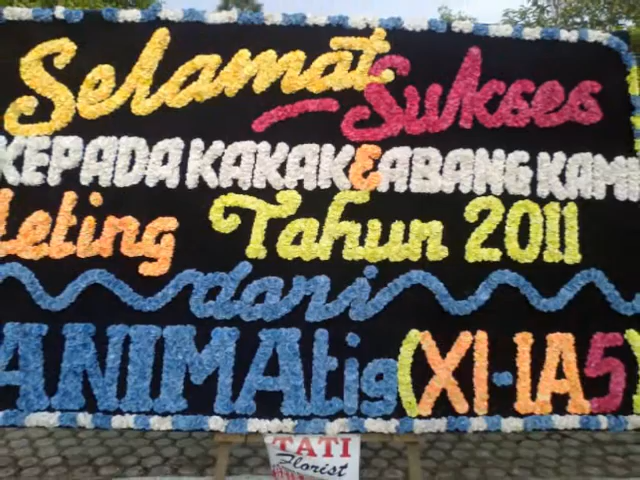 Selamat Sukses
KEPADA KAKAK & ABANG KAMI
Leting Tahun 2011
dari
ANIMAtig (XI-IA5)
TATI
Florist